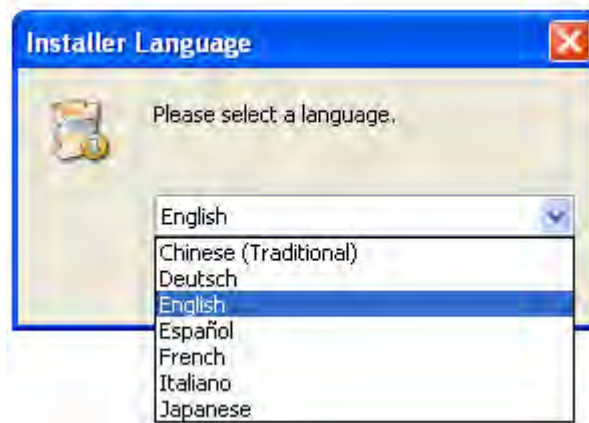 Installer Language
Please select a language.
English
Chinese (Traditional)
Deutsch
English
Español
French
Italiano
Japanese